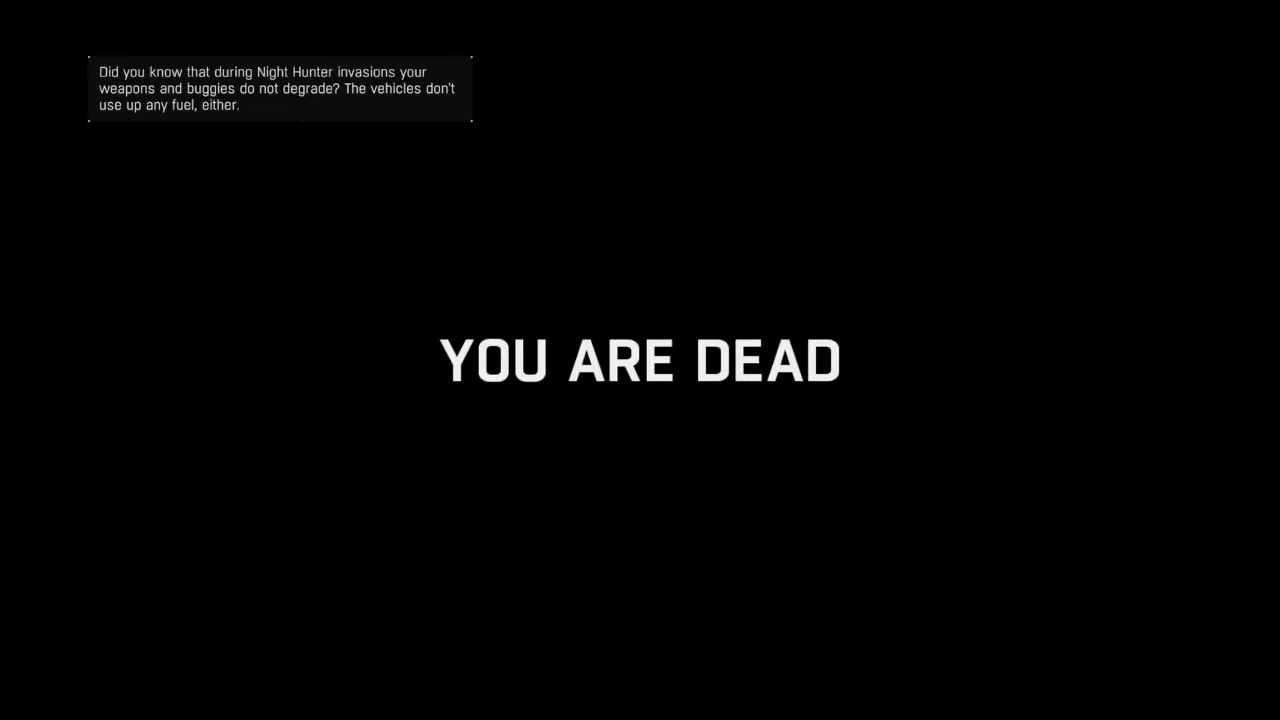 Did you know that during Night Hunter invasions your
weapons and buggies do not degrade? The vehicles don't
use up any fuel, either.
YOU ARE DEAD